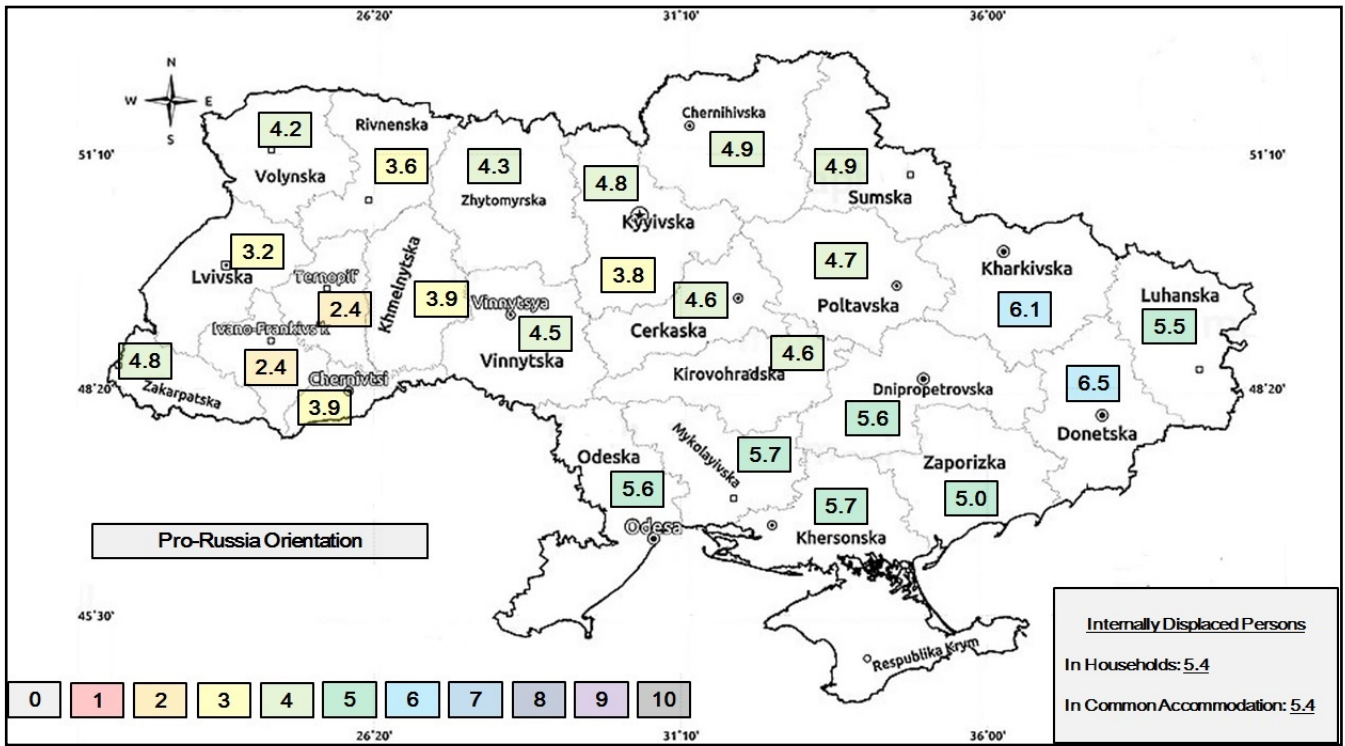 26°20' 31°10' 36°00'
N
W E
S
51°10' 51°10'
4.2
Volynska
Rivnenska
3.6
4.3
Zhytomyrska
4.8
Kyyivska
3.8
Chernihivska
4.9
4.9
Sumska
3.2
Lvivska
Ternopil'
2.4
Khmelnytska
3.9
Vinnytsya
4.5
Vinnytska
4.6
Cerkaska
4.7
Poltavska
Kharkivska
6.1
Luhanska
5.5
Ivano-Frankivs'k
2.4
4.8
Zakarpatska
Chernivtsi
3.9
48°20' 48°20'
4.6
Kirovohradska
Dnipropetrovska
5.6
6.5
Donetska
Odeska
5.6
Odesa
Mykolayivska
5.7
5.7
Khersonska
Zaporizka
5.0
Pro-Russia Orientation
45°30'
Respublika Krym
Internally Displaced Persons
In Households: 5.4
In Common Accommodation: 5.4
0 1 2 3 4 5 6 7 8 9 10
26°20' 31°10' 36°00'